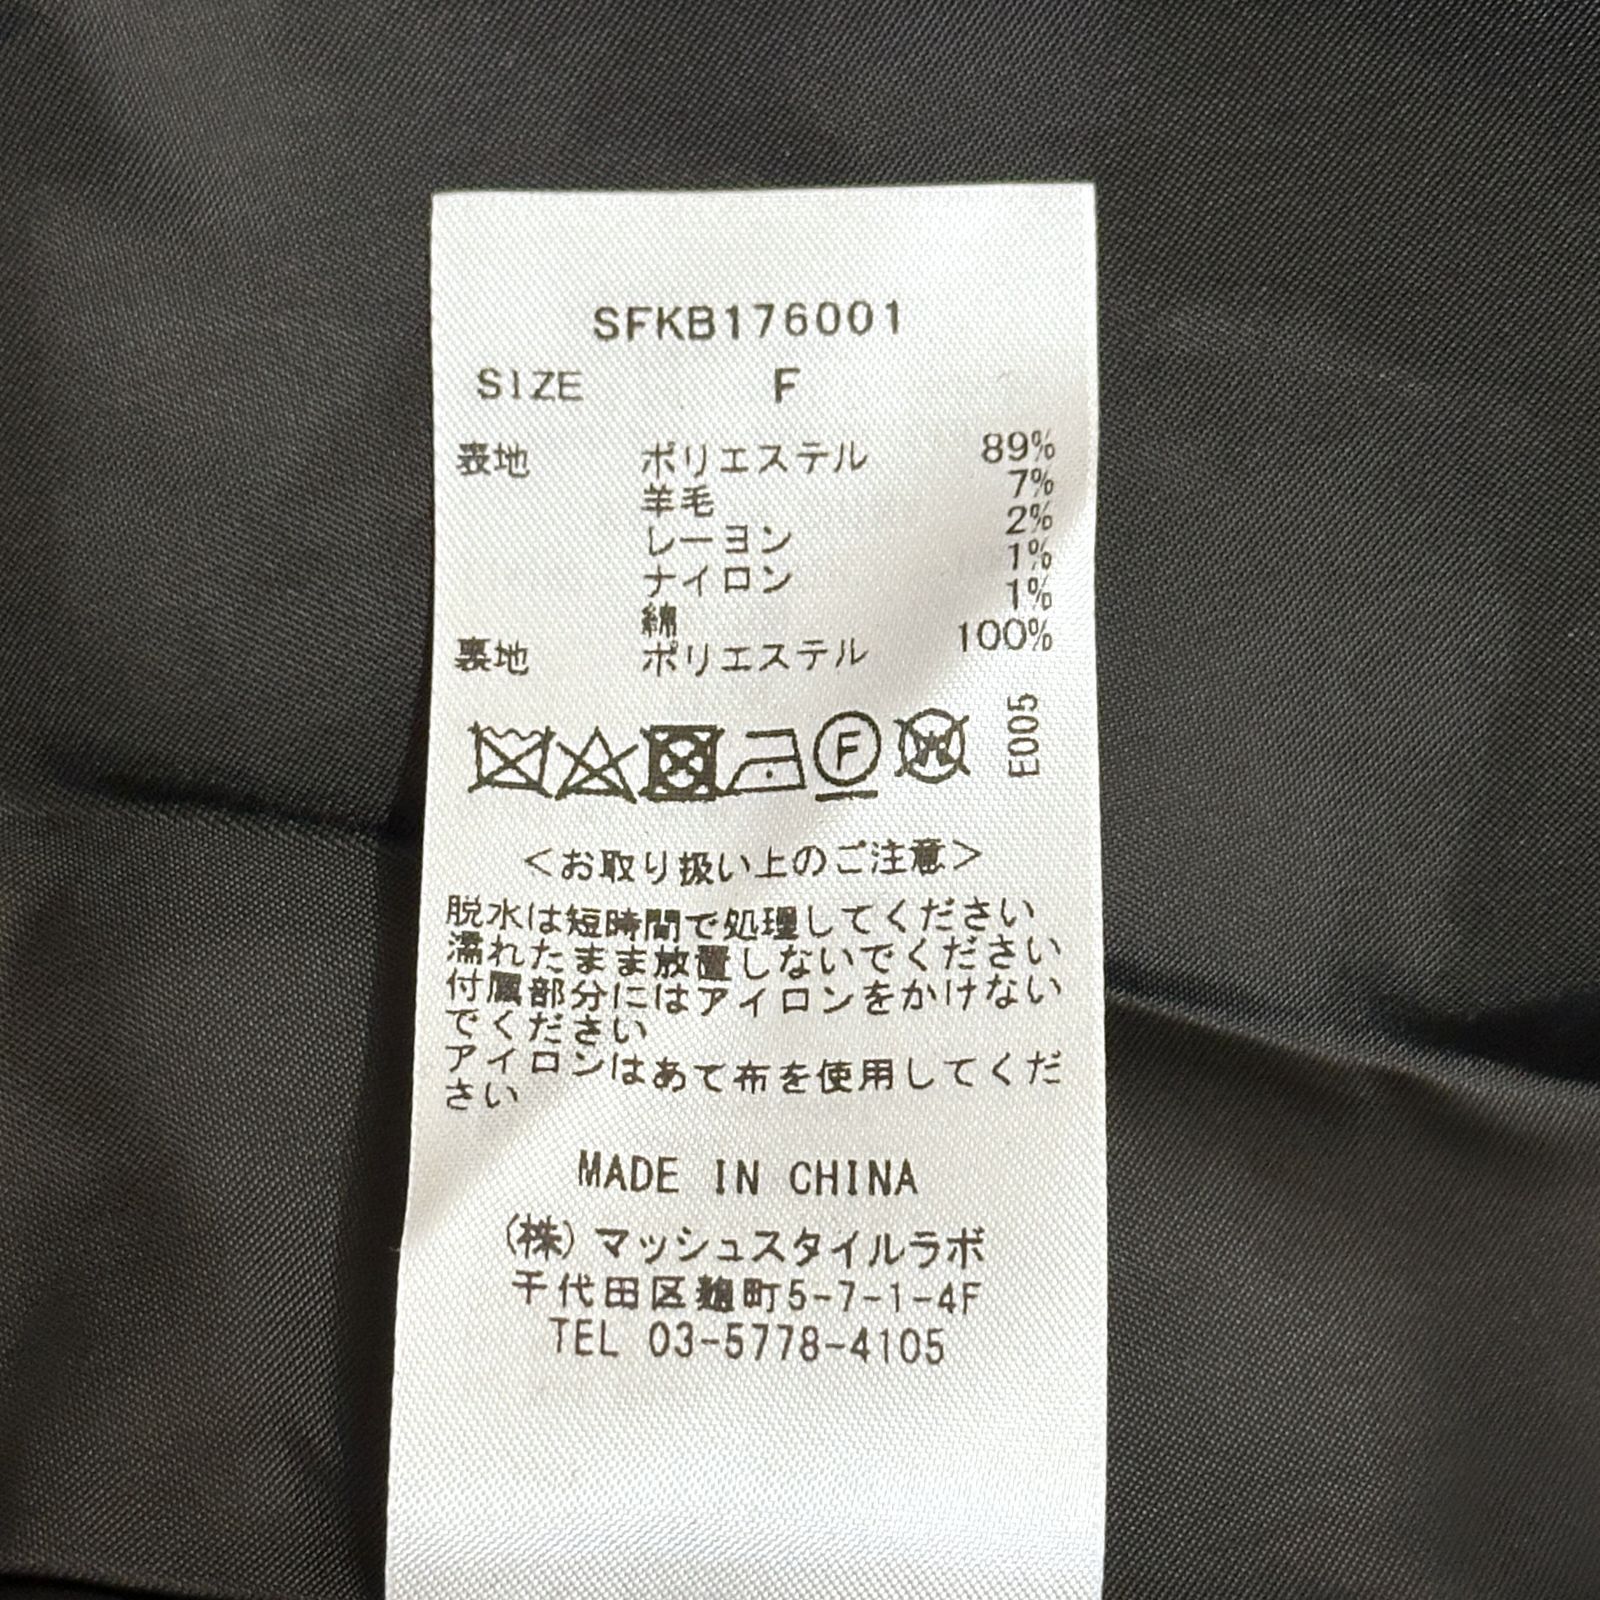 SFKB176001
SIZE F
表地 ポリエステル 89%
羊毛 7%
レーヨン 2%
ナイロン 1%
綿 1%
裏地 ポリエステル 100%
F
W
E005
<お取り扱い上のご注意>
脱水は短時間で処理してください
濡れたまま放置しないでください
付属部分にはアイロンをかけない
でください
アイロンはあて布を使用してくだ
さい
MADE IN CHINA
(株)マッシュスタイルラボ
千代田区麹町5-7-1-4F
TEL 03-5778-4105